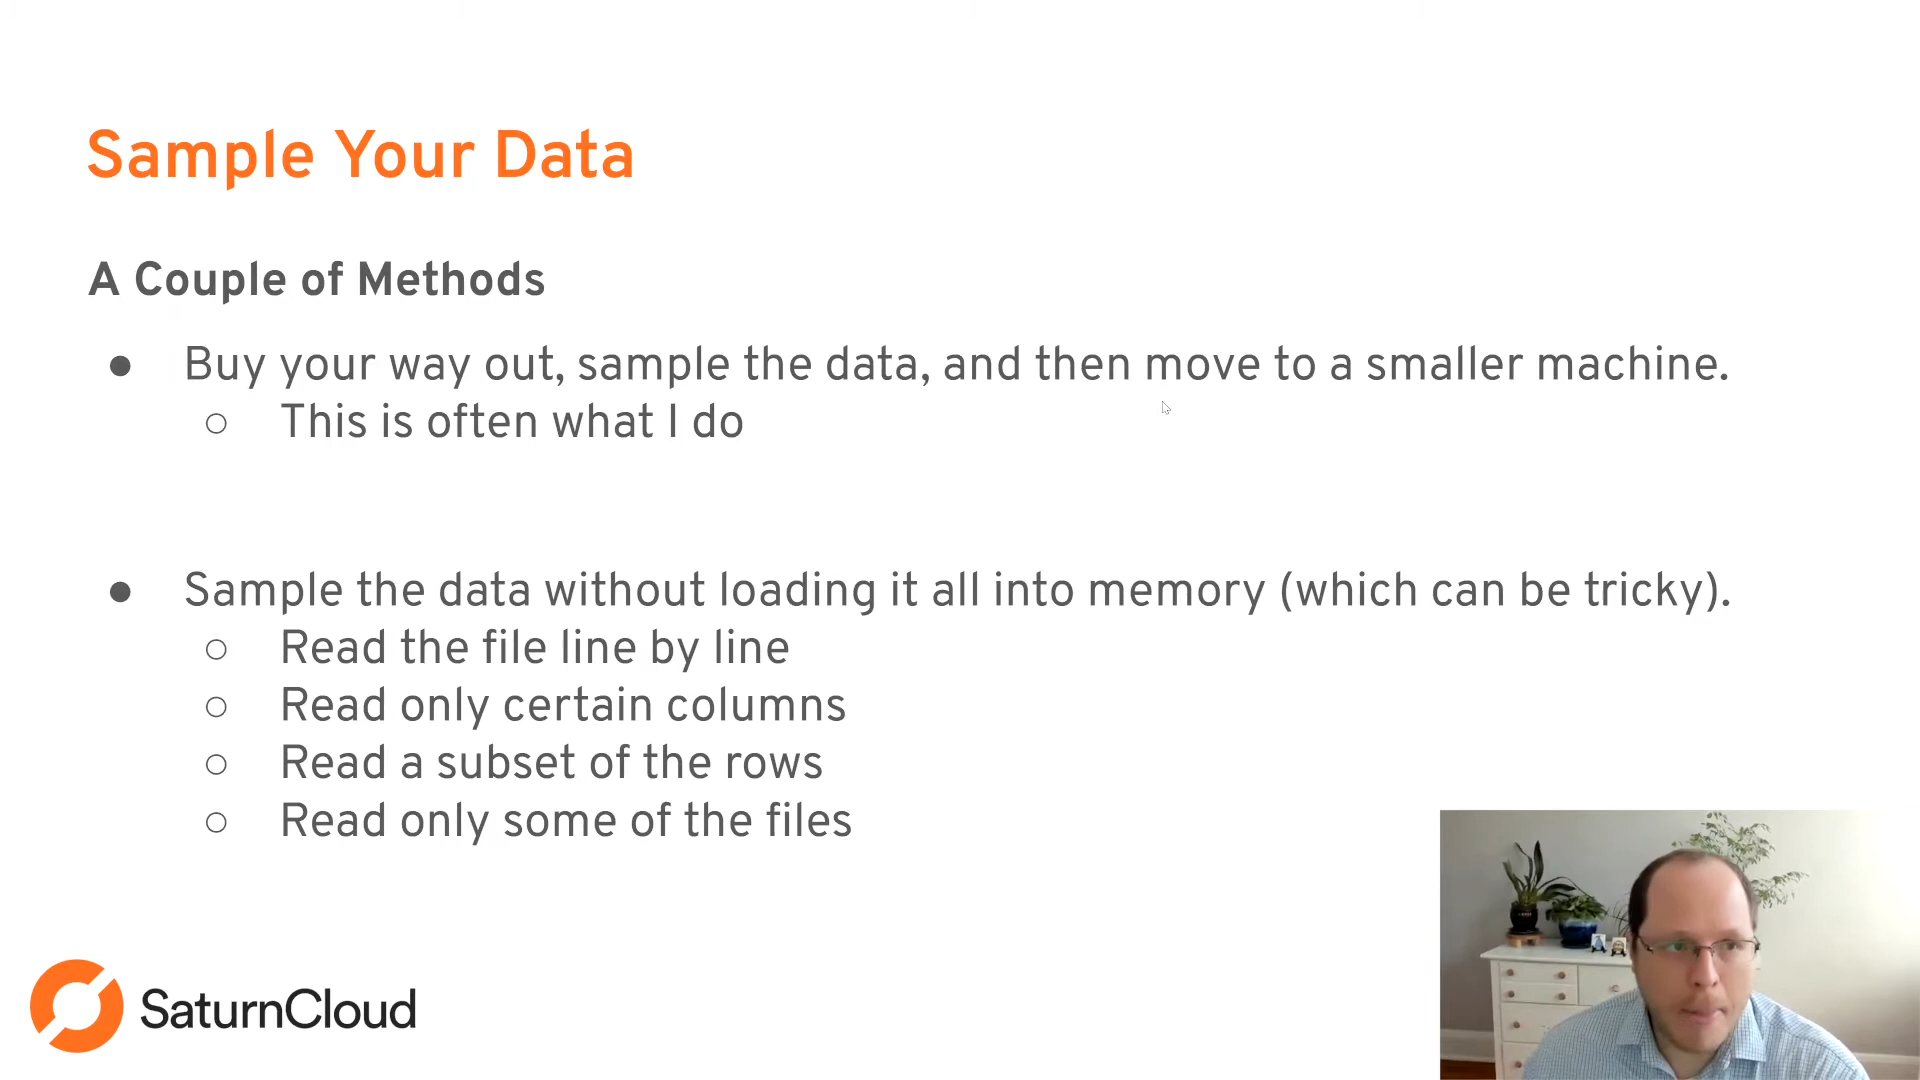 Sample Your Data
A Couple of Methods
● Buy your way out, sample the data, and then move to a smaller machine.
○ This is often what I do
● Sample the data without loading it all into memory (which can be tricky).
○ Read the file line by line
○ Read only certain columns
○ Read a subset of the rows
○ Read only some of the files
SaturnCloud